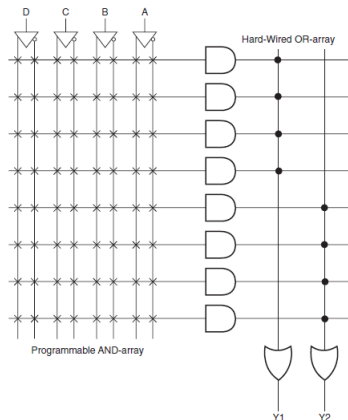 D C B A
Hard-Wired OR-array
Programmable AND-array
Y1 Y2